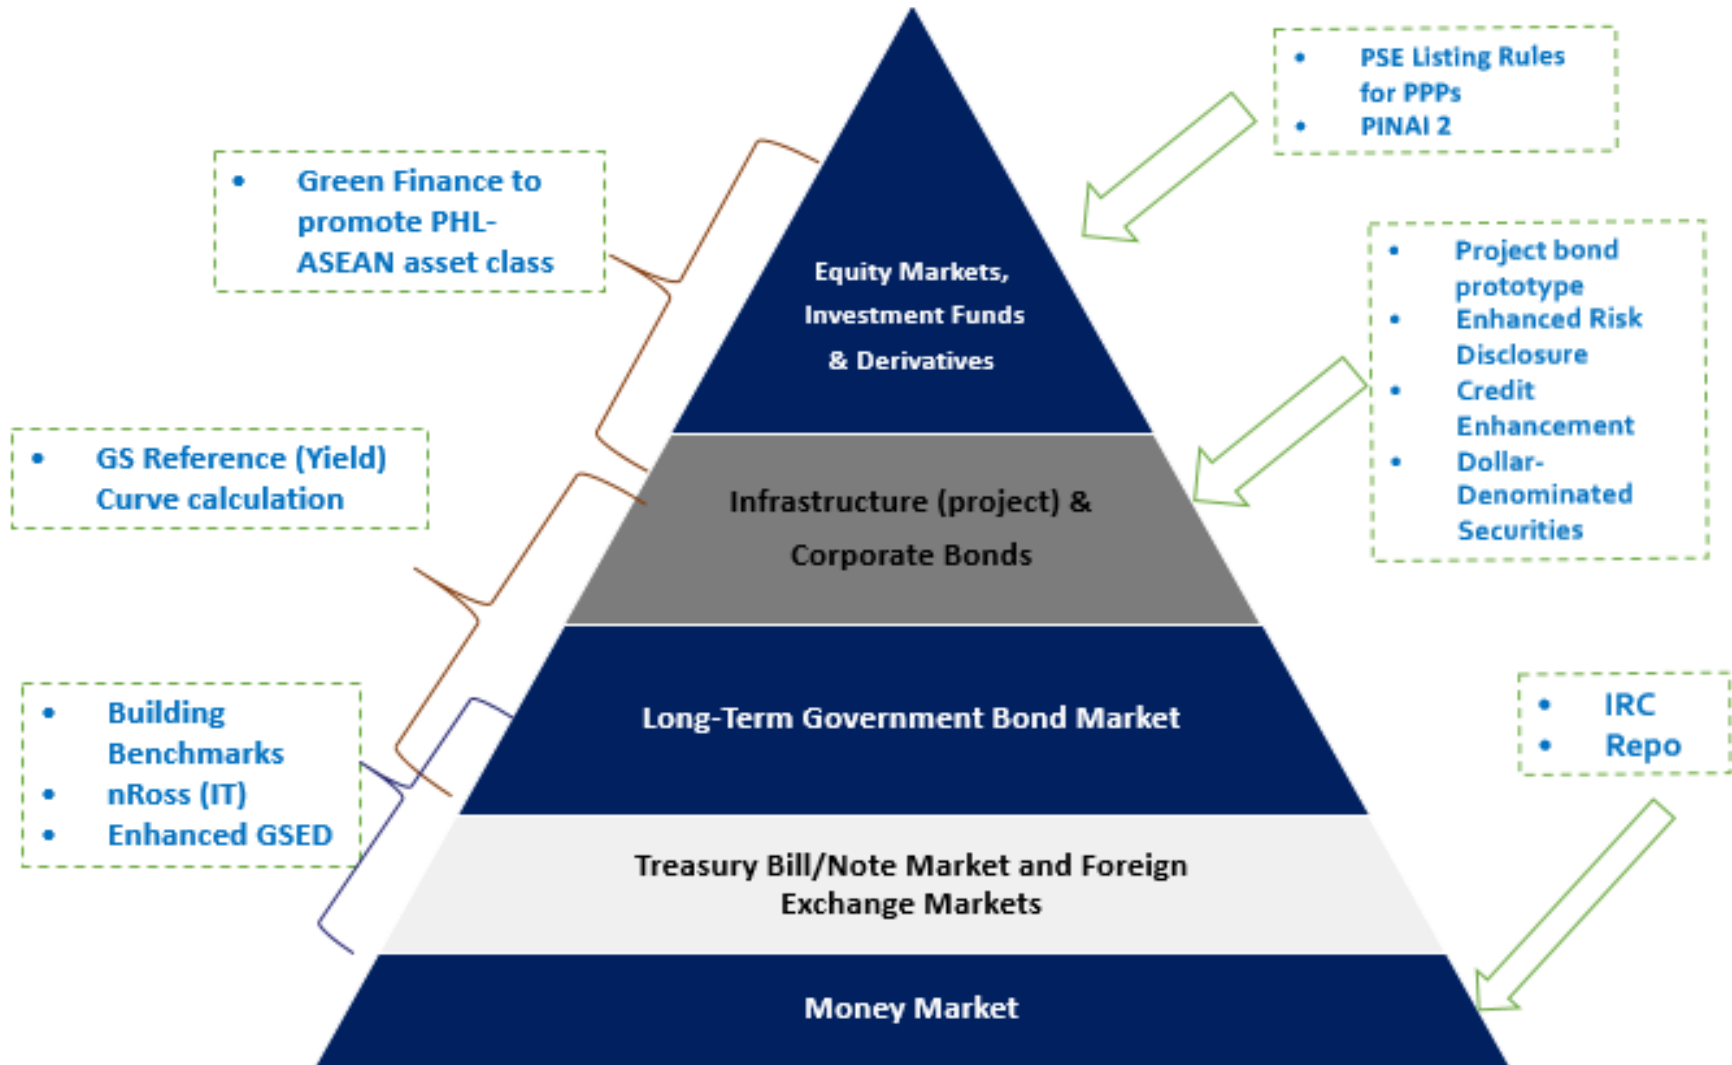 • PSE Listing Rules
for PPPs
• PINAI 2
• Green Finance to
promote PHL-
ASEAN asset class
• Project bond
prototype
• Enhanced Risk
Disclosure
• Credit
Enhancement
• Dollar-
Denominated
Securities
Equity Markets,
Investment Funds
& Derivatives
• GS Reference (Yield)
Curve calculation
Infrastructure (project) &
Corporate Bonds
• Building
Benchmarks
• nRoss (IT)
• Enhanced GSED
Long-Term Government Bond Market
• IRC
• Repo
Treasury Bill/Note Market and Foreign
Exchange Markets
Money Market